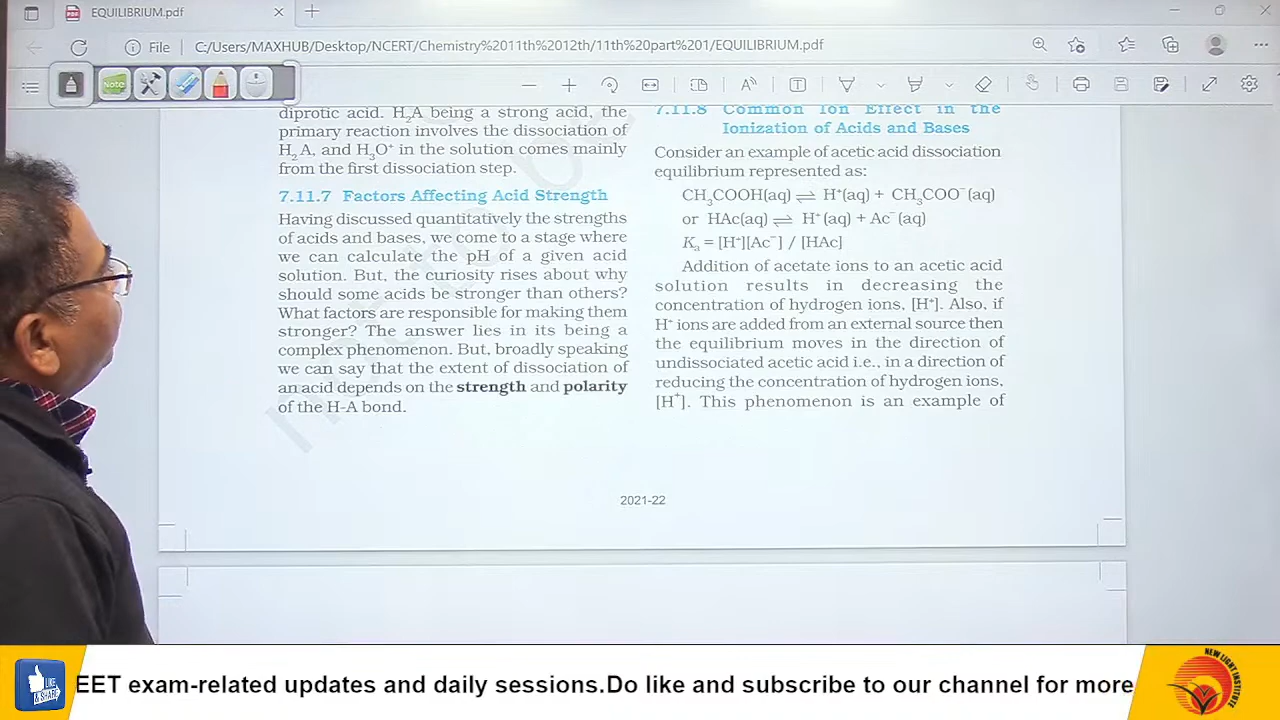 EQUILIBRIUM.pdf
File
C:/Users/MAXHUB/Desktop/NCERT/Chemistry%2011th%2012th/11th%20part%201/EQUILIBRIUM.pdf
Note
diprotic acid. H₂A being a strong acid, the
primary reaction involves the dissociation of
H₂A, and H₃O⁺ in the solution comes mainly
from the first dissociation step.
7.11.7 Factors Affecting Acid Strength
Having discussed quantitatively the strengths
of acids and bases, we come to a stage where
we can calculate the pH of a given acid
solution. But, the curiosity rises about why
should some acids be stronger than others?
What factors are responsible for making them
stronger? The answer lies in its being a
complex phenomenon. But, broadly speaking
we can say that the extent of dissociation of
an acid depends on the strength and polarity
of the H-A bond.
7.11.8 Common Ion Effect in the
Ionization of Acids and Bases
Consider an example of acetic acid dissociation
equilibrium represented as:
CH₃COOH(aq) ⇌ H⁺(aq) + CH₃COO⁻(aq)
or HAc(aq) ⇌ H⁺(aq) + Ac⁻(aq)
Kₐ = [H⁺][Ac⁻] / [HAc]
Addition of acetate ions to an acetic acid
solution results in decreasing the
concentration of hydrogen ions, [H⁺]. Also, if
H⁺ ions are added from an external source then
the equilibrium moves in the direction of
undissociated acetic acid i.e., in a direction of
reducing the concentration of hydrogen ions,
[H⁺]. This phenomenon is an example of
2021-22
LIKE
& SHARE
EET exam-related updates and daily sessions.Do like and subscribe to our channel for more
NEW LIGHT INSTITUTE